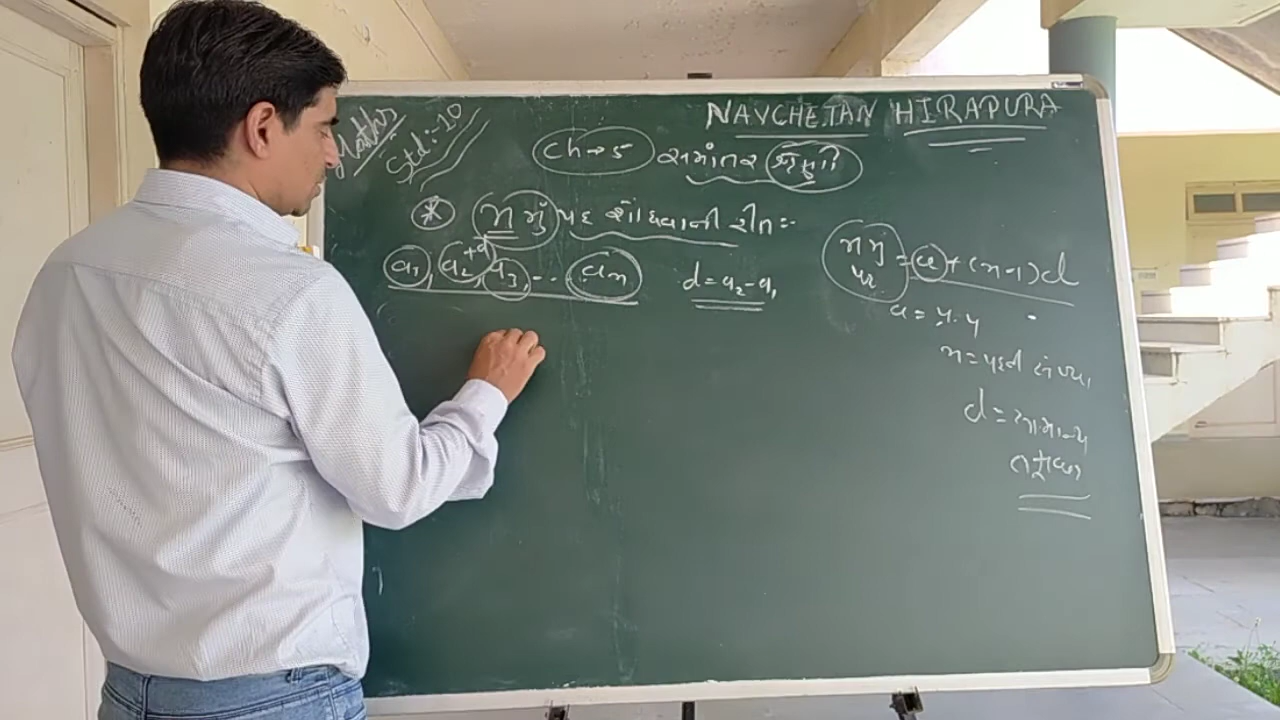 NAVCHETAN HIRAPURA
Maths
Std:-10
Ch→5 સમાંતર શ્રેણી
* n મું પદ શોધવાની રીત :-
a₁, a₂+d, a₃, ... an
d = a₂ - a₁
n મું પદ = a + (n-1)d
a = પ્ર. પ
n = પદની સંખ્યા
d = સામાન્ય
તફાવત